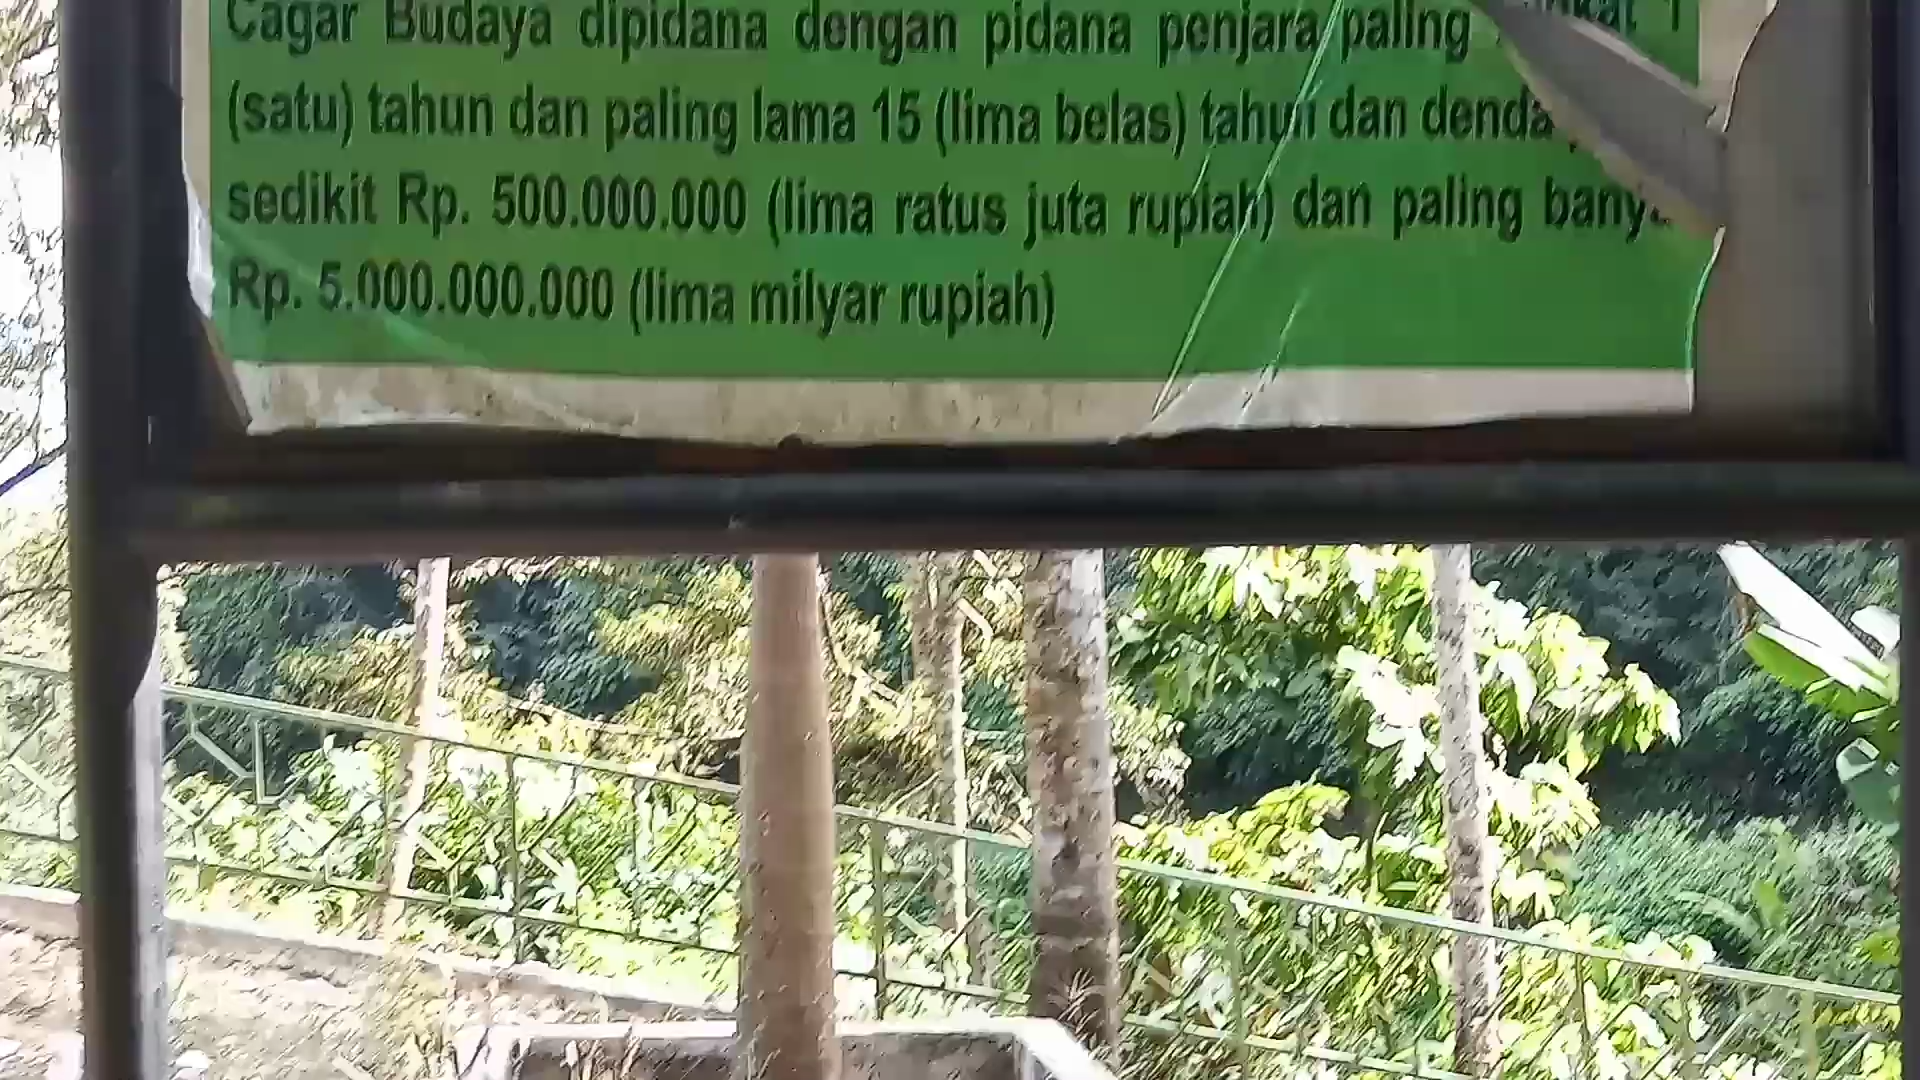 Cagar Budaya dipidana dengan pidana penjara paling 1
(satu) tahun dan paling lama 15 (lima belas) tahun dan denda
sedikit Rp. 500.000.000 (lima ratus juta rupiah) dan paling
Rp. 5.000.000.000 (lima milyar rupiah)